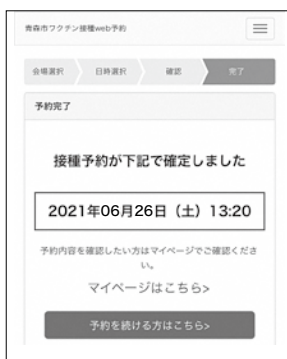 青森市ワクチン接種web予約
会場選択 日時選択 確認 完了
予約完了
接種予約が下記で確定しました
2021年06月26日（土）13:20
予約内容を確認したい方はマイページでご確認くださ
い。
マイページはこちら>
予約を続ける方はこちら>